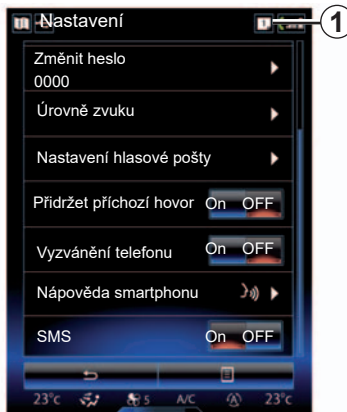 Nastavení
1
1
Změnit heslo
0000
Úrovně zvuku
Nastavení hlasové pošty
Přidržet příchozí hovor On OFF
Vyzvánění telefonu On OFF
Nápověda smartphonu
SMS On OFF
23°c 5 A/C 23°c